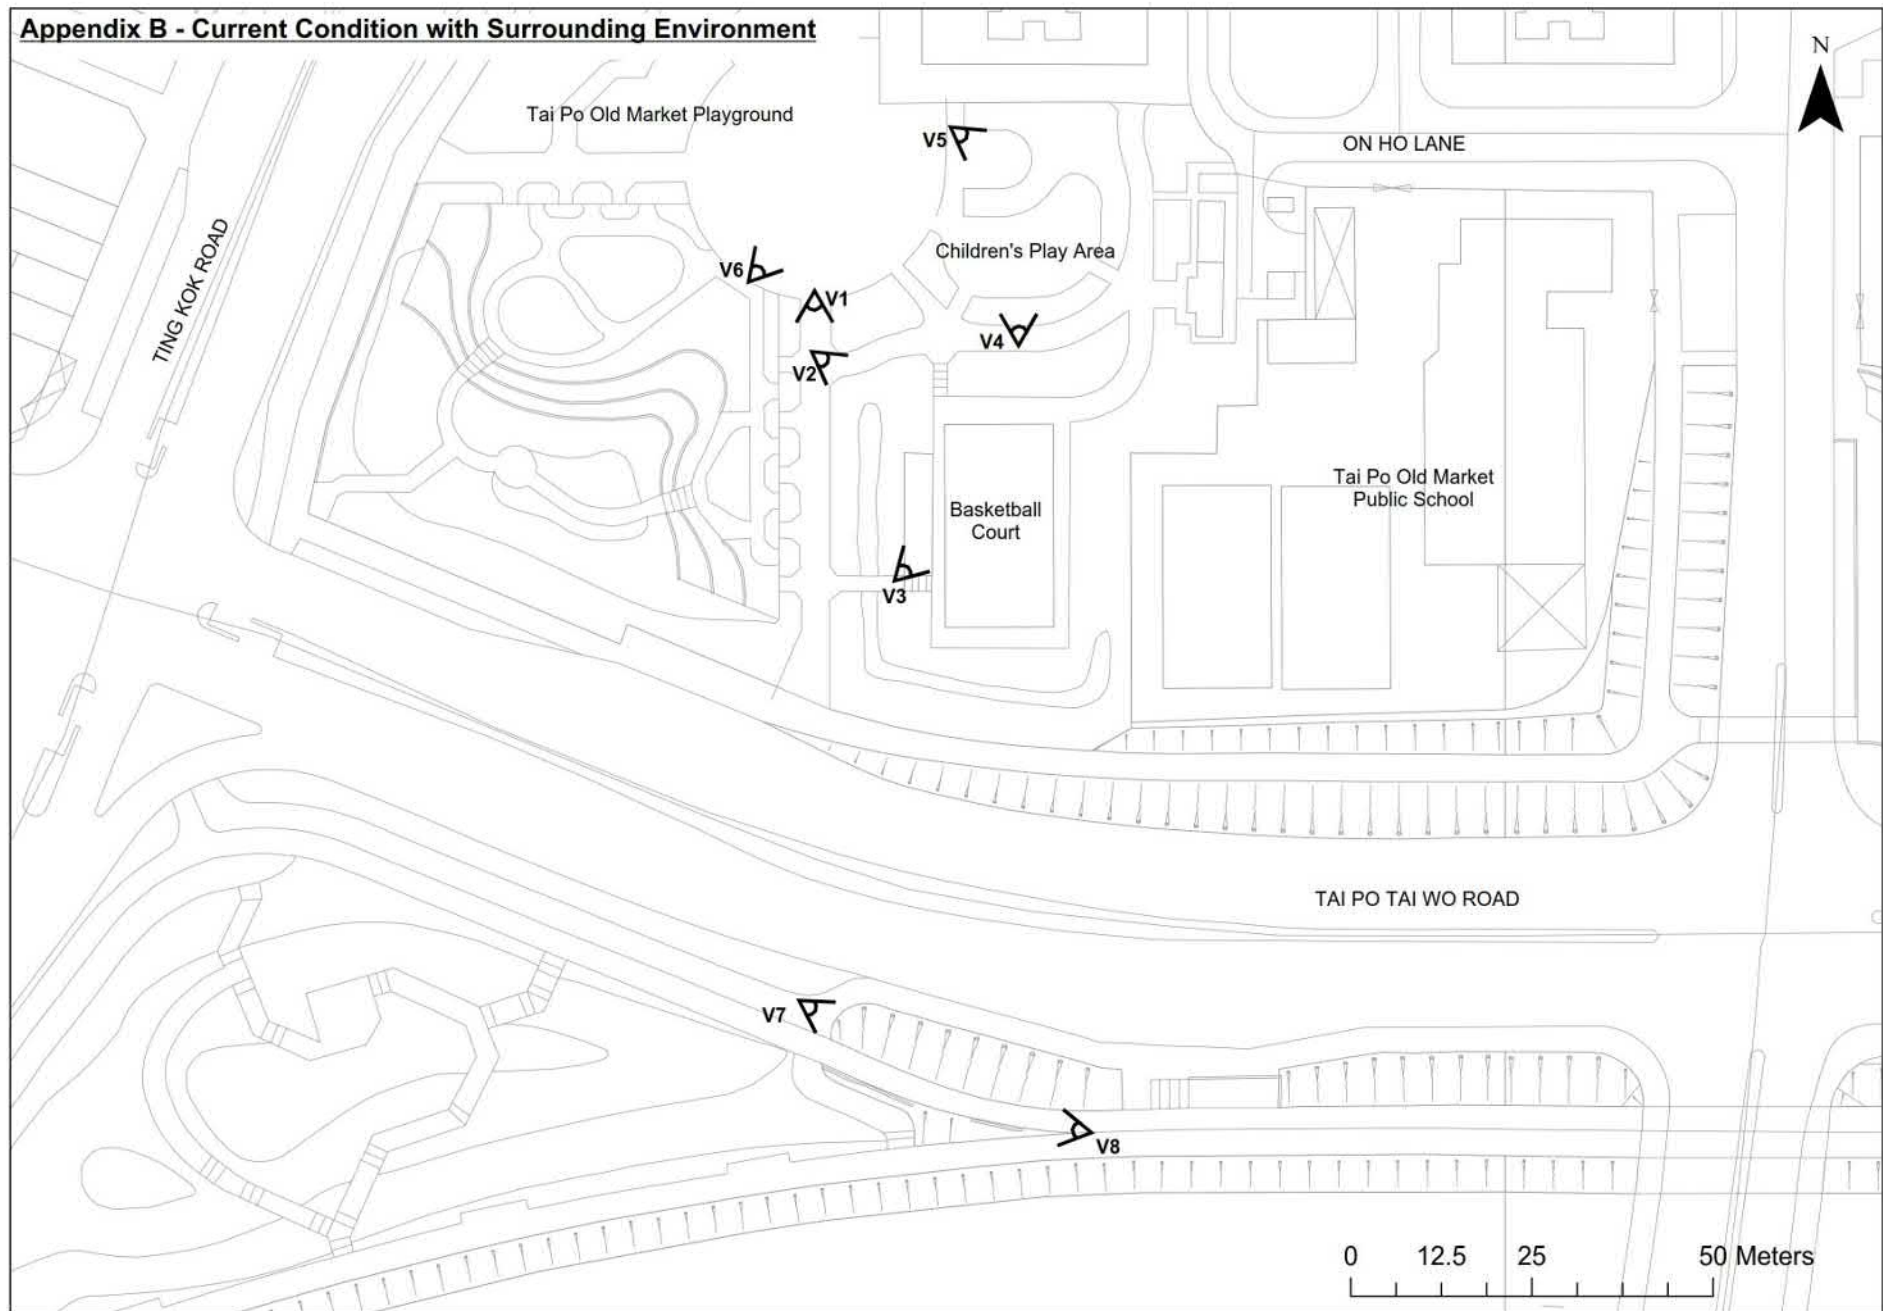 Appendix B - Current Condition with Surrounding Environment
N
Tai Po Old Market Playground
V5
ON HO LANE
TING KOK ROAD
Children's Play Area
V6
V1
V4
V2
Tai Po Old Market
Public School
Basketball
Court
V3
TAI PO TAI WO ROAD
V7
V8
0 12.5 25 50 Meters